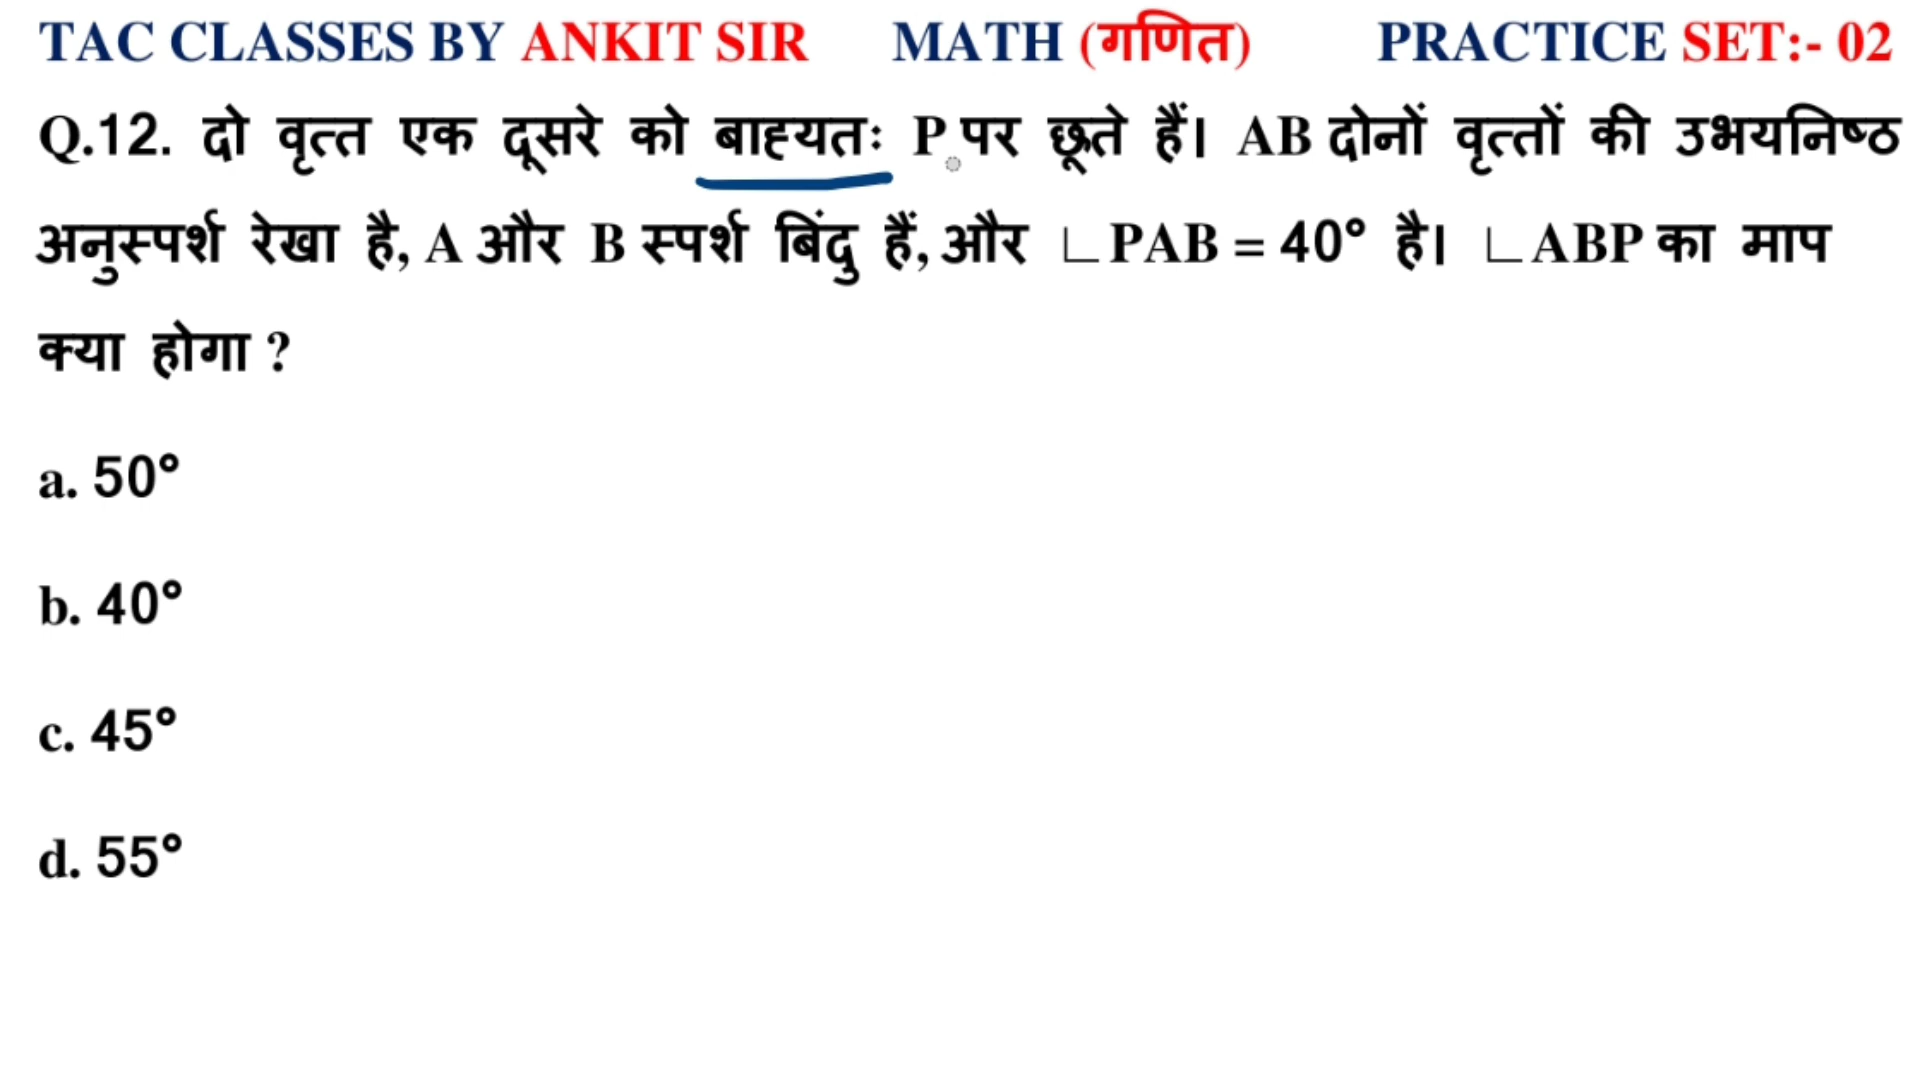 TAC CLASSES BY ANKIT SIR MATH (गणित) PRACTICE SET:- 02
Q.12. दो वृत्त एक दूसरे को बाह्यतः P पर छूते हैं। AB दोनों वृत्तों की उभयनिष्ठ
अनुस्पर्श रेखा है, A और B स्पर्श बिंदु हैं, और ∟PAB = 40° है। ∟ABP का माप
क्या होगा ?
a. 50°
b. 40°
c. 45°
d. 55°